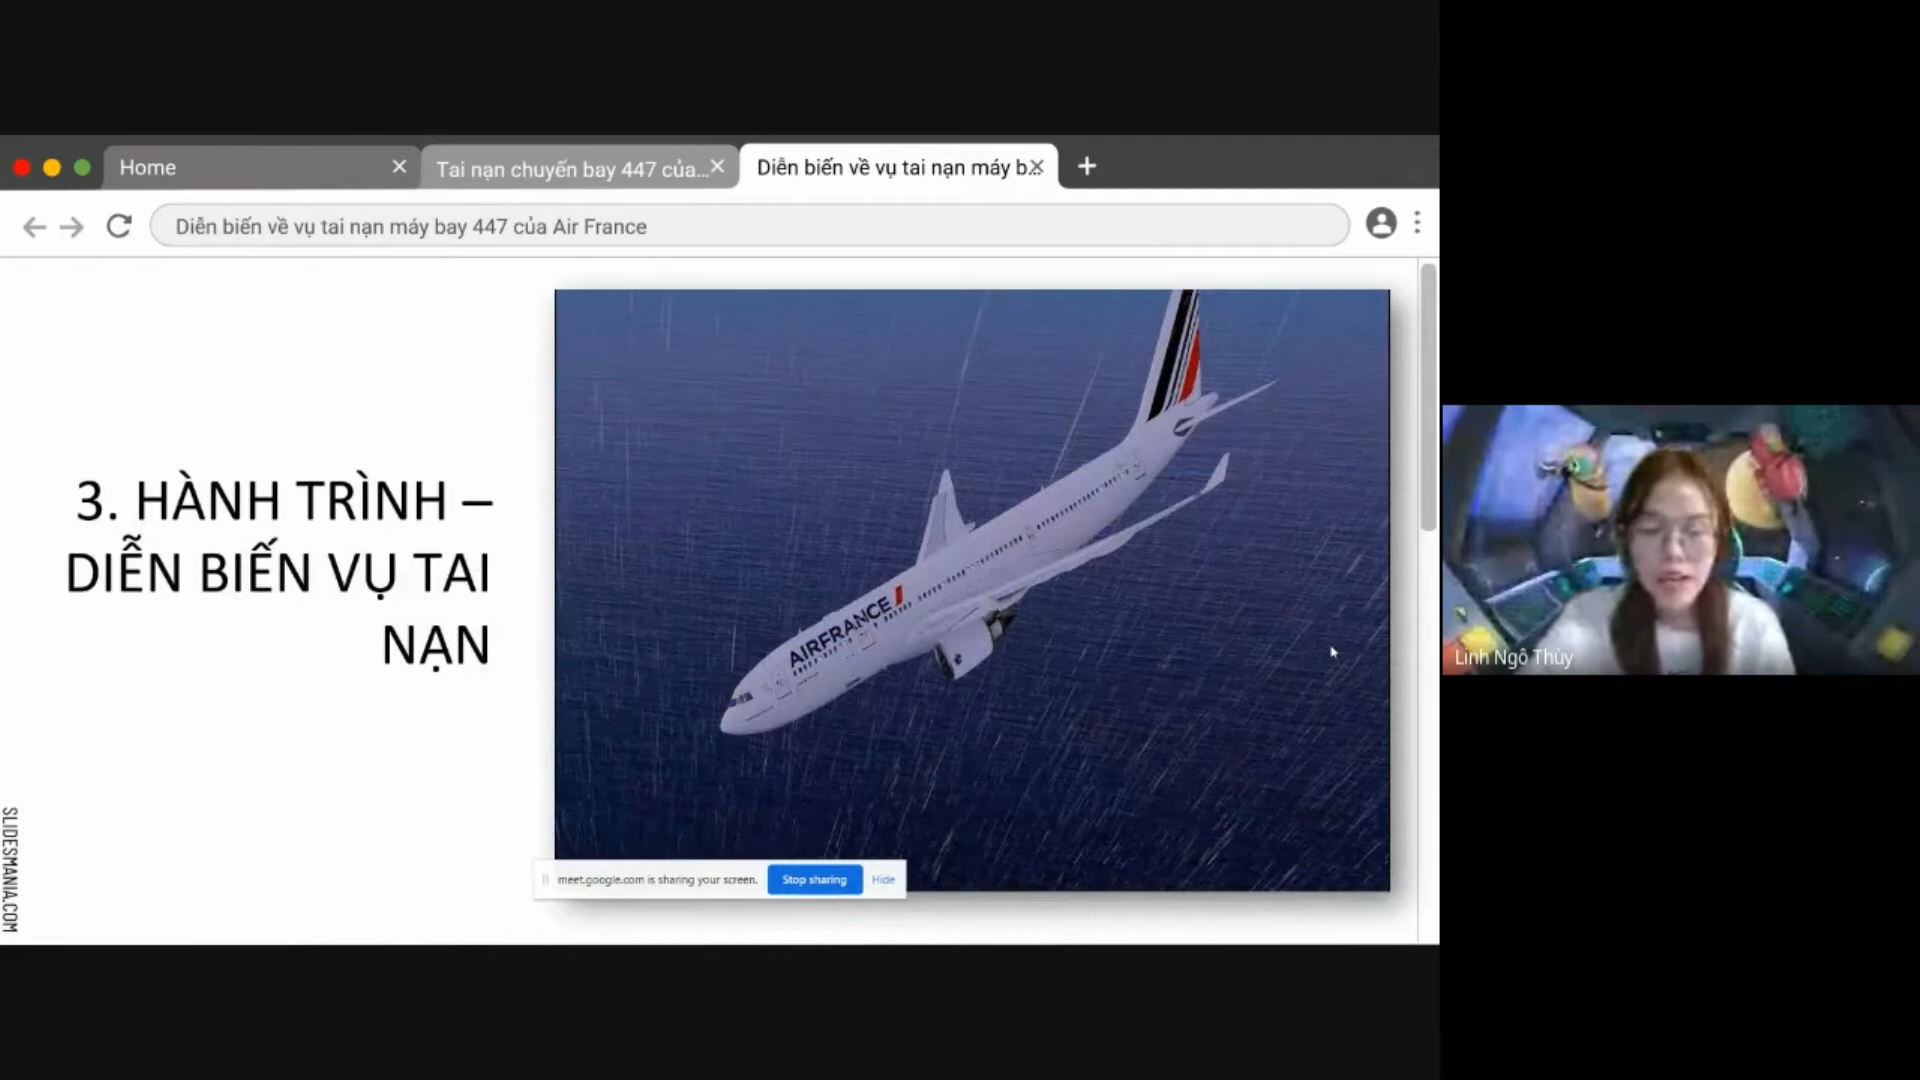 Home
Tai nạn chuyến bay 447 của...
Diễn biến về vụ tai nạn máy b...
Diễn biến về vụ tai nạn máy bay 447 của Air France
3. HÀNH TRÌNH –
DIỄN BIẾN VỤ TAI
NẠN
AIRFRANCE
SLIDESMANIA.COM
meet.google.com is sharing your screen.
Stop sharing
Hide
Linh Ngô Thùy